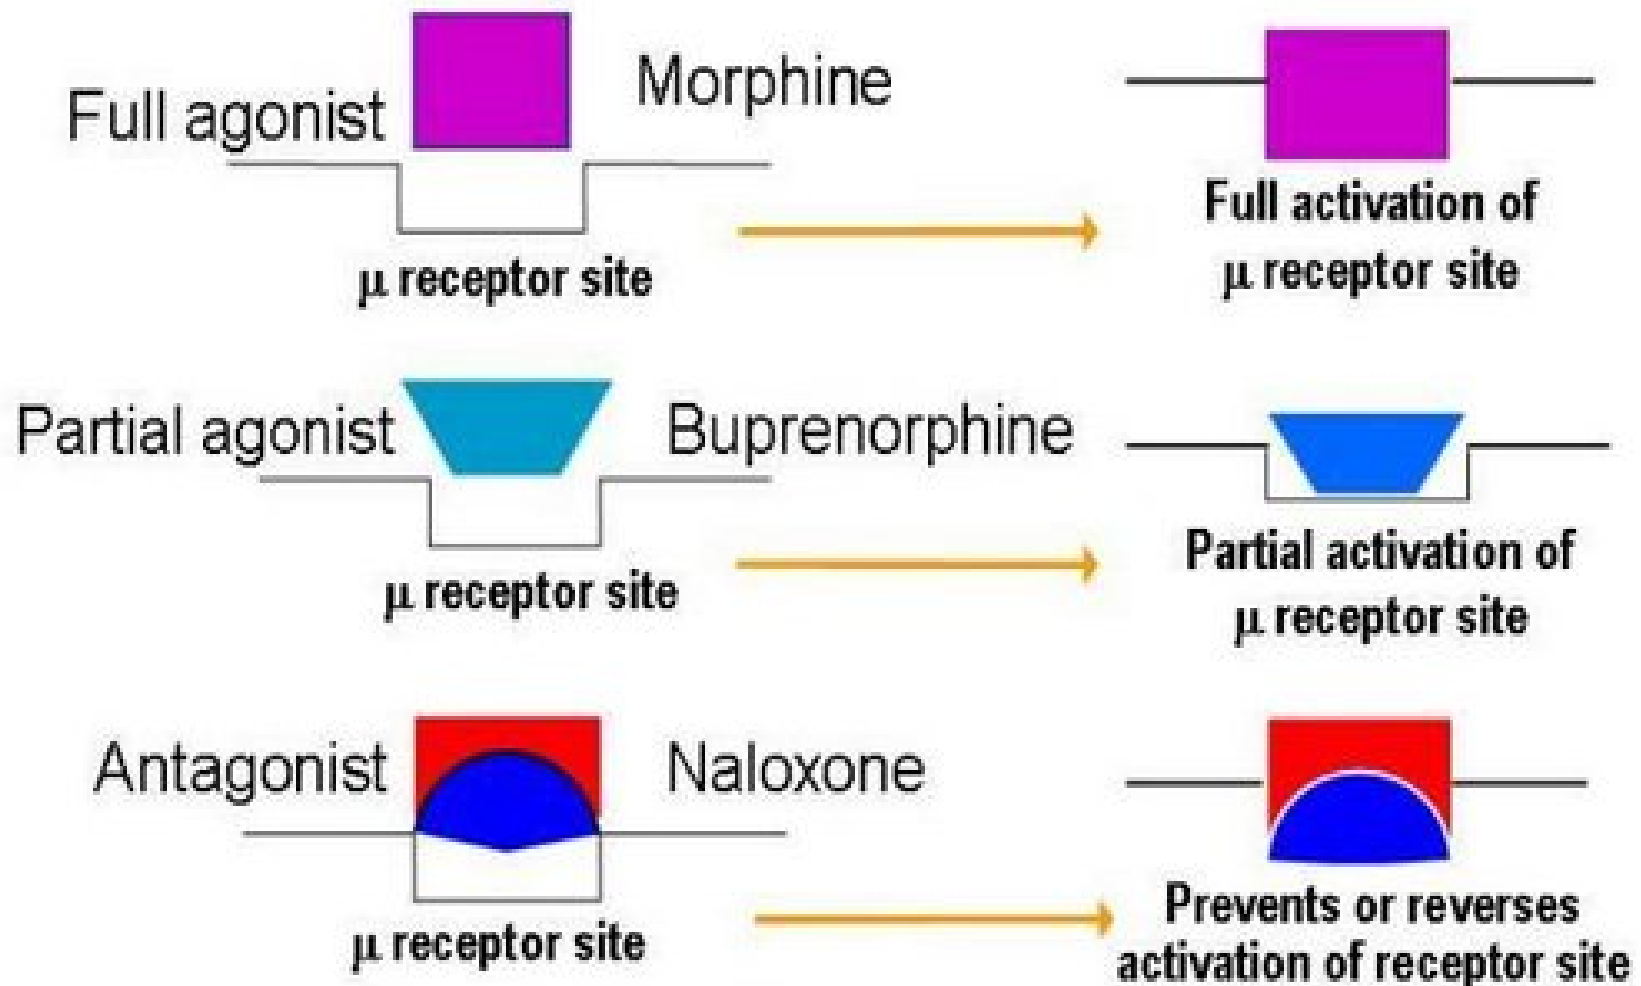 Full agonist
Morphine
μ receptor site
Full activation of
μ receptor site
Partial agonist
Buprenorphine
μ receptor site
Partial activation of
μ receptor site
Antagonist
Naloxone
μ receptor site
Prevents or reverses
activation of receptor site